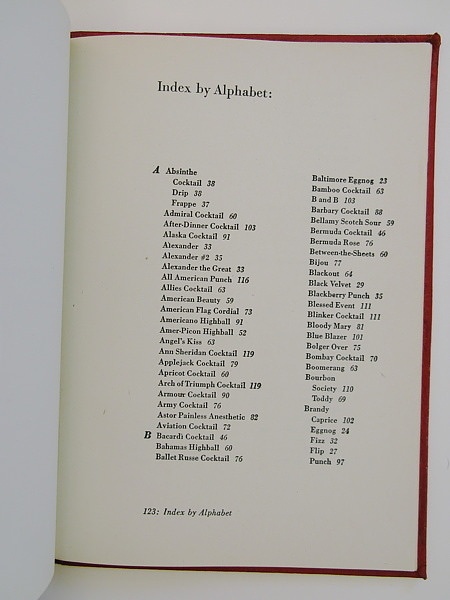 Index by Alphabet:
A Absinthe
Cocktail 38
Drip 38
Frappe 37
Admiral Cocktail 60
After-Dinner Cocktail 103
Alaska Cocktail 91
Alexander 33
Alexander #2 35
Alexander the Great 33
All American Punch 116
Allies Cocktail 63
American Beauty 59
American Flag Cordial 73
Americano Highball 91
Amer-Picon Highball 52
Angel's Kiss 63
Ann Sheridan Cocktail 119
Applejack Cocktail 79
Apricot Cocktail 60
Arch of Triumph Cocktail 119
Armour Cocktail 90
Army Cocktail 76
Astor Painless Anesthetic 82
Aviation Cocktail 72
B Bacardi Cocktail 46
Bahamas Highball 60
Ballet Russe Cocktail 76
Baltimore Eggnog 23
Bamboo Cocktail 63
B and B 103
Barbary Cocktail 88
Bellamy Scotch Sour 59
Bermuda Cocktail 46
Bermuda Rose 76
Between-the-Sheets 60
Bijou 77
Blackout 64
Black Velvet 29
Blackberry Punch 35
Blessed Event 111
Blinker Cocktail 111
Bloody Mary 81
Blue Blazer 101
Bolger Over 75
Bombay Cocktail 70
Boomerang 63
Bourbon
Society 110
Toddy 69
Brandy
Caprice 102
Eggnog 24
Fizz 32
Flip 27
Punch 97
123: Index by Alphabet